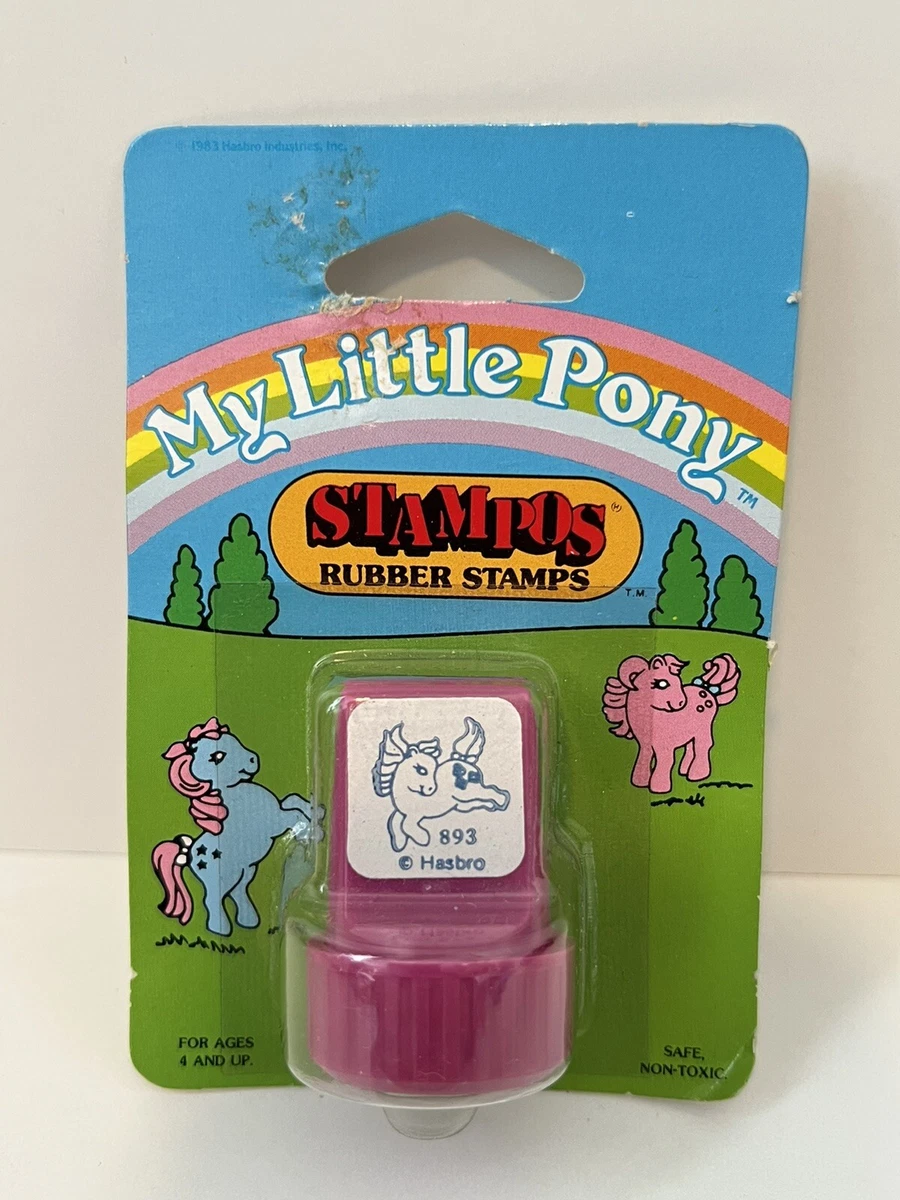 © 1983 Hasbro Industries, Inc.
My Little Pony TM
STAMPOS
RUBBER STAMPS T.M.
893
© Hasbro
FOR AGES
4 AND UP.
SAFE,
NON-TOXIC.